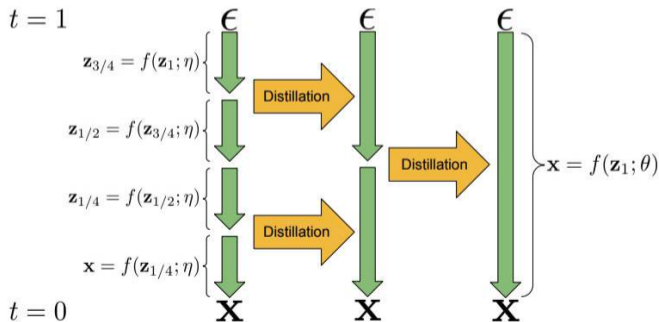 t = 1
ϵ ϵ ϵ
z_{3/4} = f(z_1; η)
Distillation
z_{1/2} = f(z_{3/4}; η)
Distillation
x = f(z_1; θ)
z_{1/4} = f(z_{1/2}; η)
Distillation
x = f(z_{1/4}; η)
t = 0
x x x